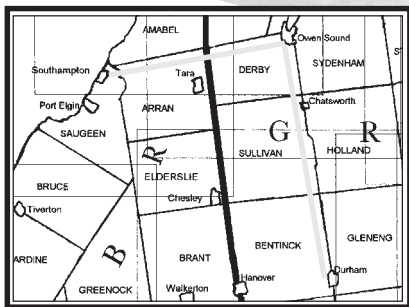 AMABEL
Owen Sound
Southampton
Tara
DERBY
SYDENHAM
Port Elgin
ARRAN
Chatsworth
SAUGEEN
G R
R
SULLIVAN
HOLLAND
ELDERSLIE
BRUCE
Chesley
Tiverton
B
GLENENG
BRANT
BENTINCK
ARDINE
Durham
GREENOCK
Walkerton
Hanover